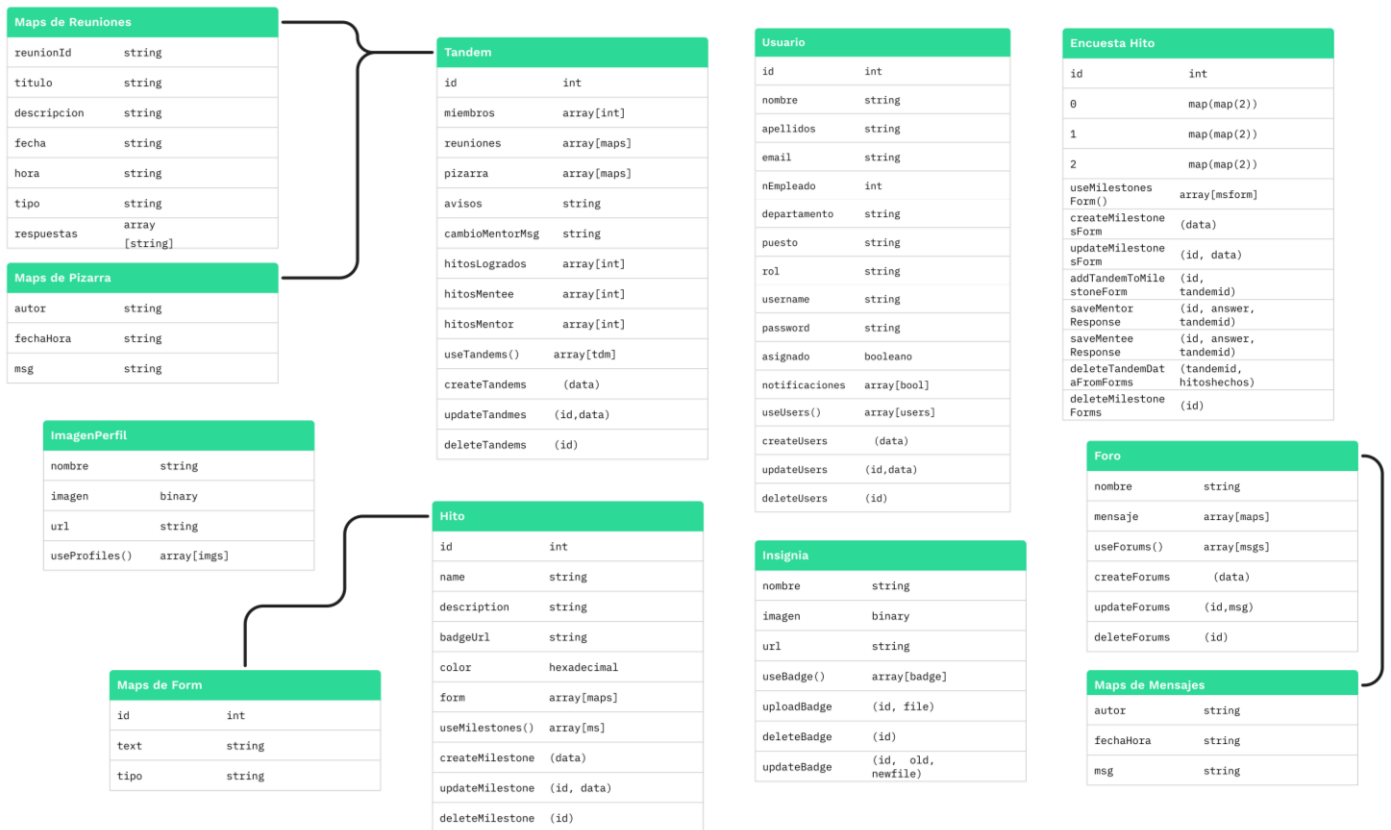 Maps de Reuniones
reunionId string
titulo string
descripcion string
fecha string
hora string
tipo string
respuestas array
[string]
Maps de Pizarra
autor string
fechaHora string
msg string
Tandem
id int
miembros array[int]
reuniones array[maps]
pizarra array[maps]
avisos string
cambioMentorMsg string
hitosLogrados array[int]
hitosMentee array[int]
hitosMentor array[int]
useTandems() array[tdm]
createTandems (data)
updateTandmes (id,data)
deleteTandems (id)
Usuario
id int
nombre string
apellidos string
email string
nEmpleado int
departamento string
puesto string
rol string
username string
password string
asignado booleano
notificaciones array[bool]
useUsers() array[users]
createUsers (data)
updateUsers (id,data)
deleteUsers (id)
Encuesta Hito
id int
0 map(map(2))
1 map(map(2))
2 map(map(2))
useMilestones
Form() array[msform]
createMilestone
sForm (data)
updateMilestone
sForm (id, data)
addTandemToMile (id,
stoneForm tandemid)
saveMentor (id, answer,
Response tandemid)
saveMentee (id, answer,
Response tandemid)
deleteTandemDat (tandemid,
aFromForms hitoshechos)
deleteMilestone
Forms (id)
ImagenPerfil
nombre string
imagen binary
url string
useProfiles() array[imgs]
Maps de Form
id int
text string
tipo string
Hito
id int
name string
description string
badgeUrl string
color hexadecimal
form array[maps]
useMilestones() array[ms]
createMilestone (data)
updateMilestone (id, data)
deleteMilestone (id)
Insignia
nombre string
imagen binary
url string
useBadge() array[badge]
uploadBadge (id, file)
deleteBadge (id)
updateBadge (id, old,
newfile)
Foro
nombre string
mensaje array[maps]
useForums() array[msgs]
createForums (data)
updateForums (id,msg)
deleteForums (id)
Maps de Mensajes
autor string
fechaHora string
msg string